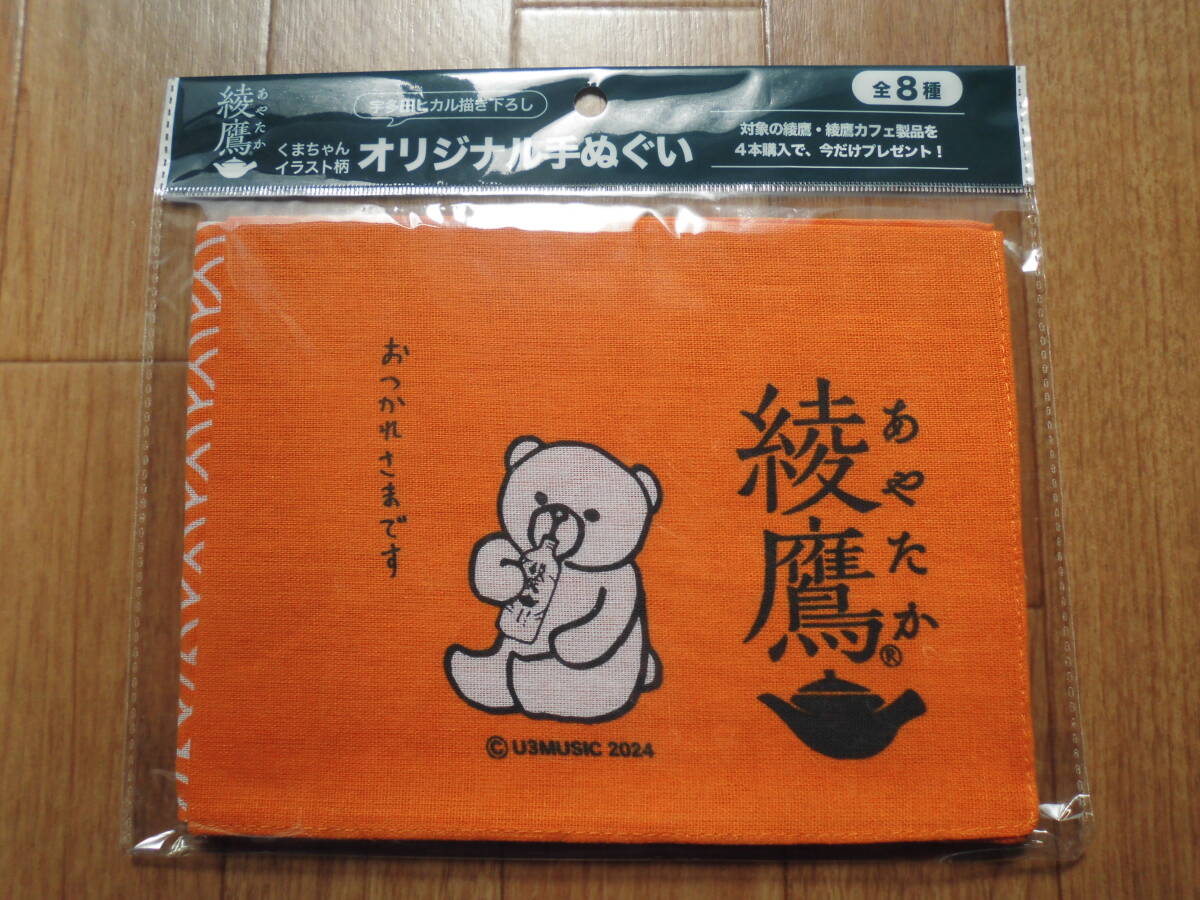 あやたか
綾鷹
宇多田ヒカル描き下ろし
くまちゃん
イラスト柄
オリジナル手ぬぐい
全8種
対象の綾鷹・綾鷹カフェ製品を
4本購入で、今だけプレゼント!
あやたか
綾鷹®
おつかれさまです
© U3MUSIC 2024